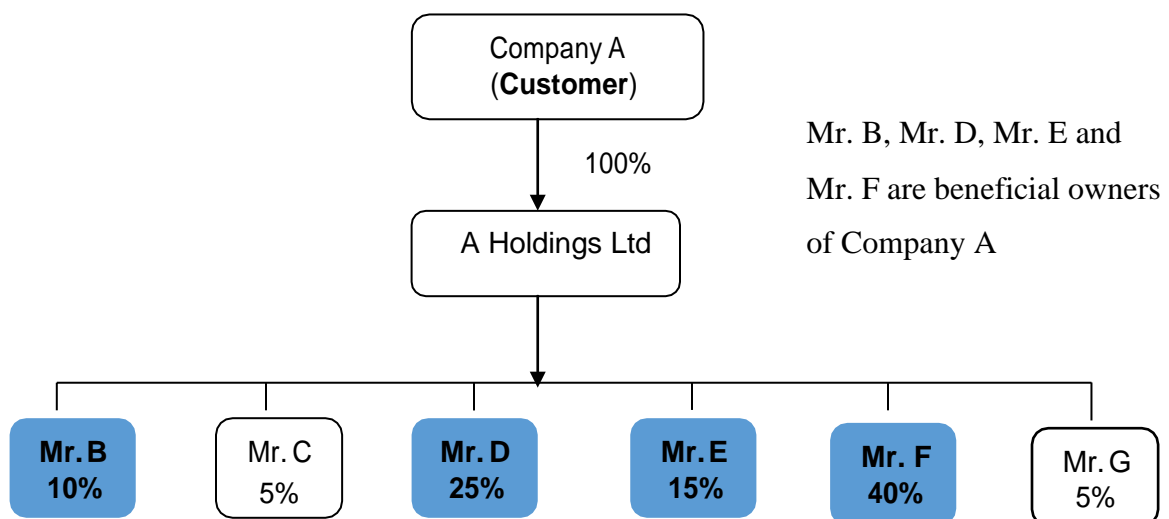 Company A
(Customer)
Mr. B, Mr. D, Mr. E and
Mr. F are beneficial owners
of Company A
100%
A Holdings Ltd
Mr. B
10%
Mr. C
5%
Mr. D
25%
Mr. E
15%
Mr. F
40%
Mr. G
5%